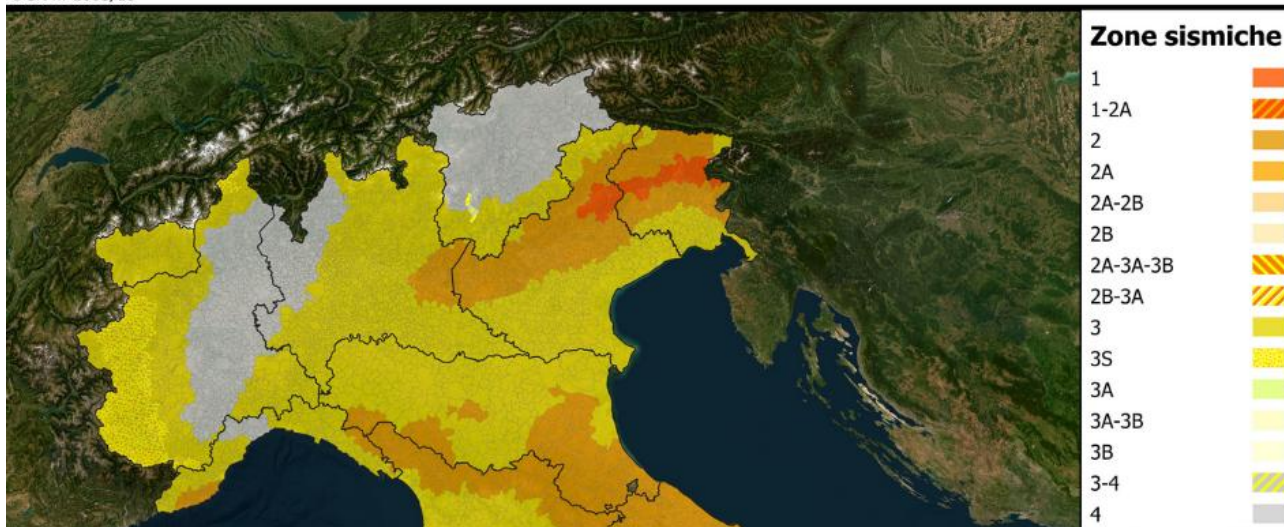 Zone sismiche
1
1-2A
2
2A
2A-2B
2B
2A-3A-3B
2B-3A
3
3S
3A
3A-3B
3B
3-4
4